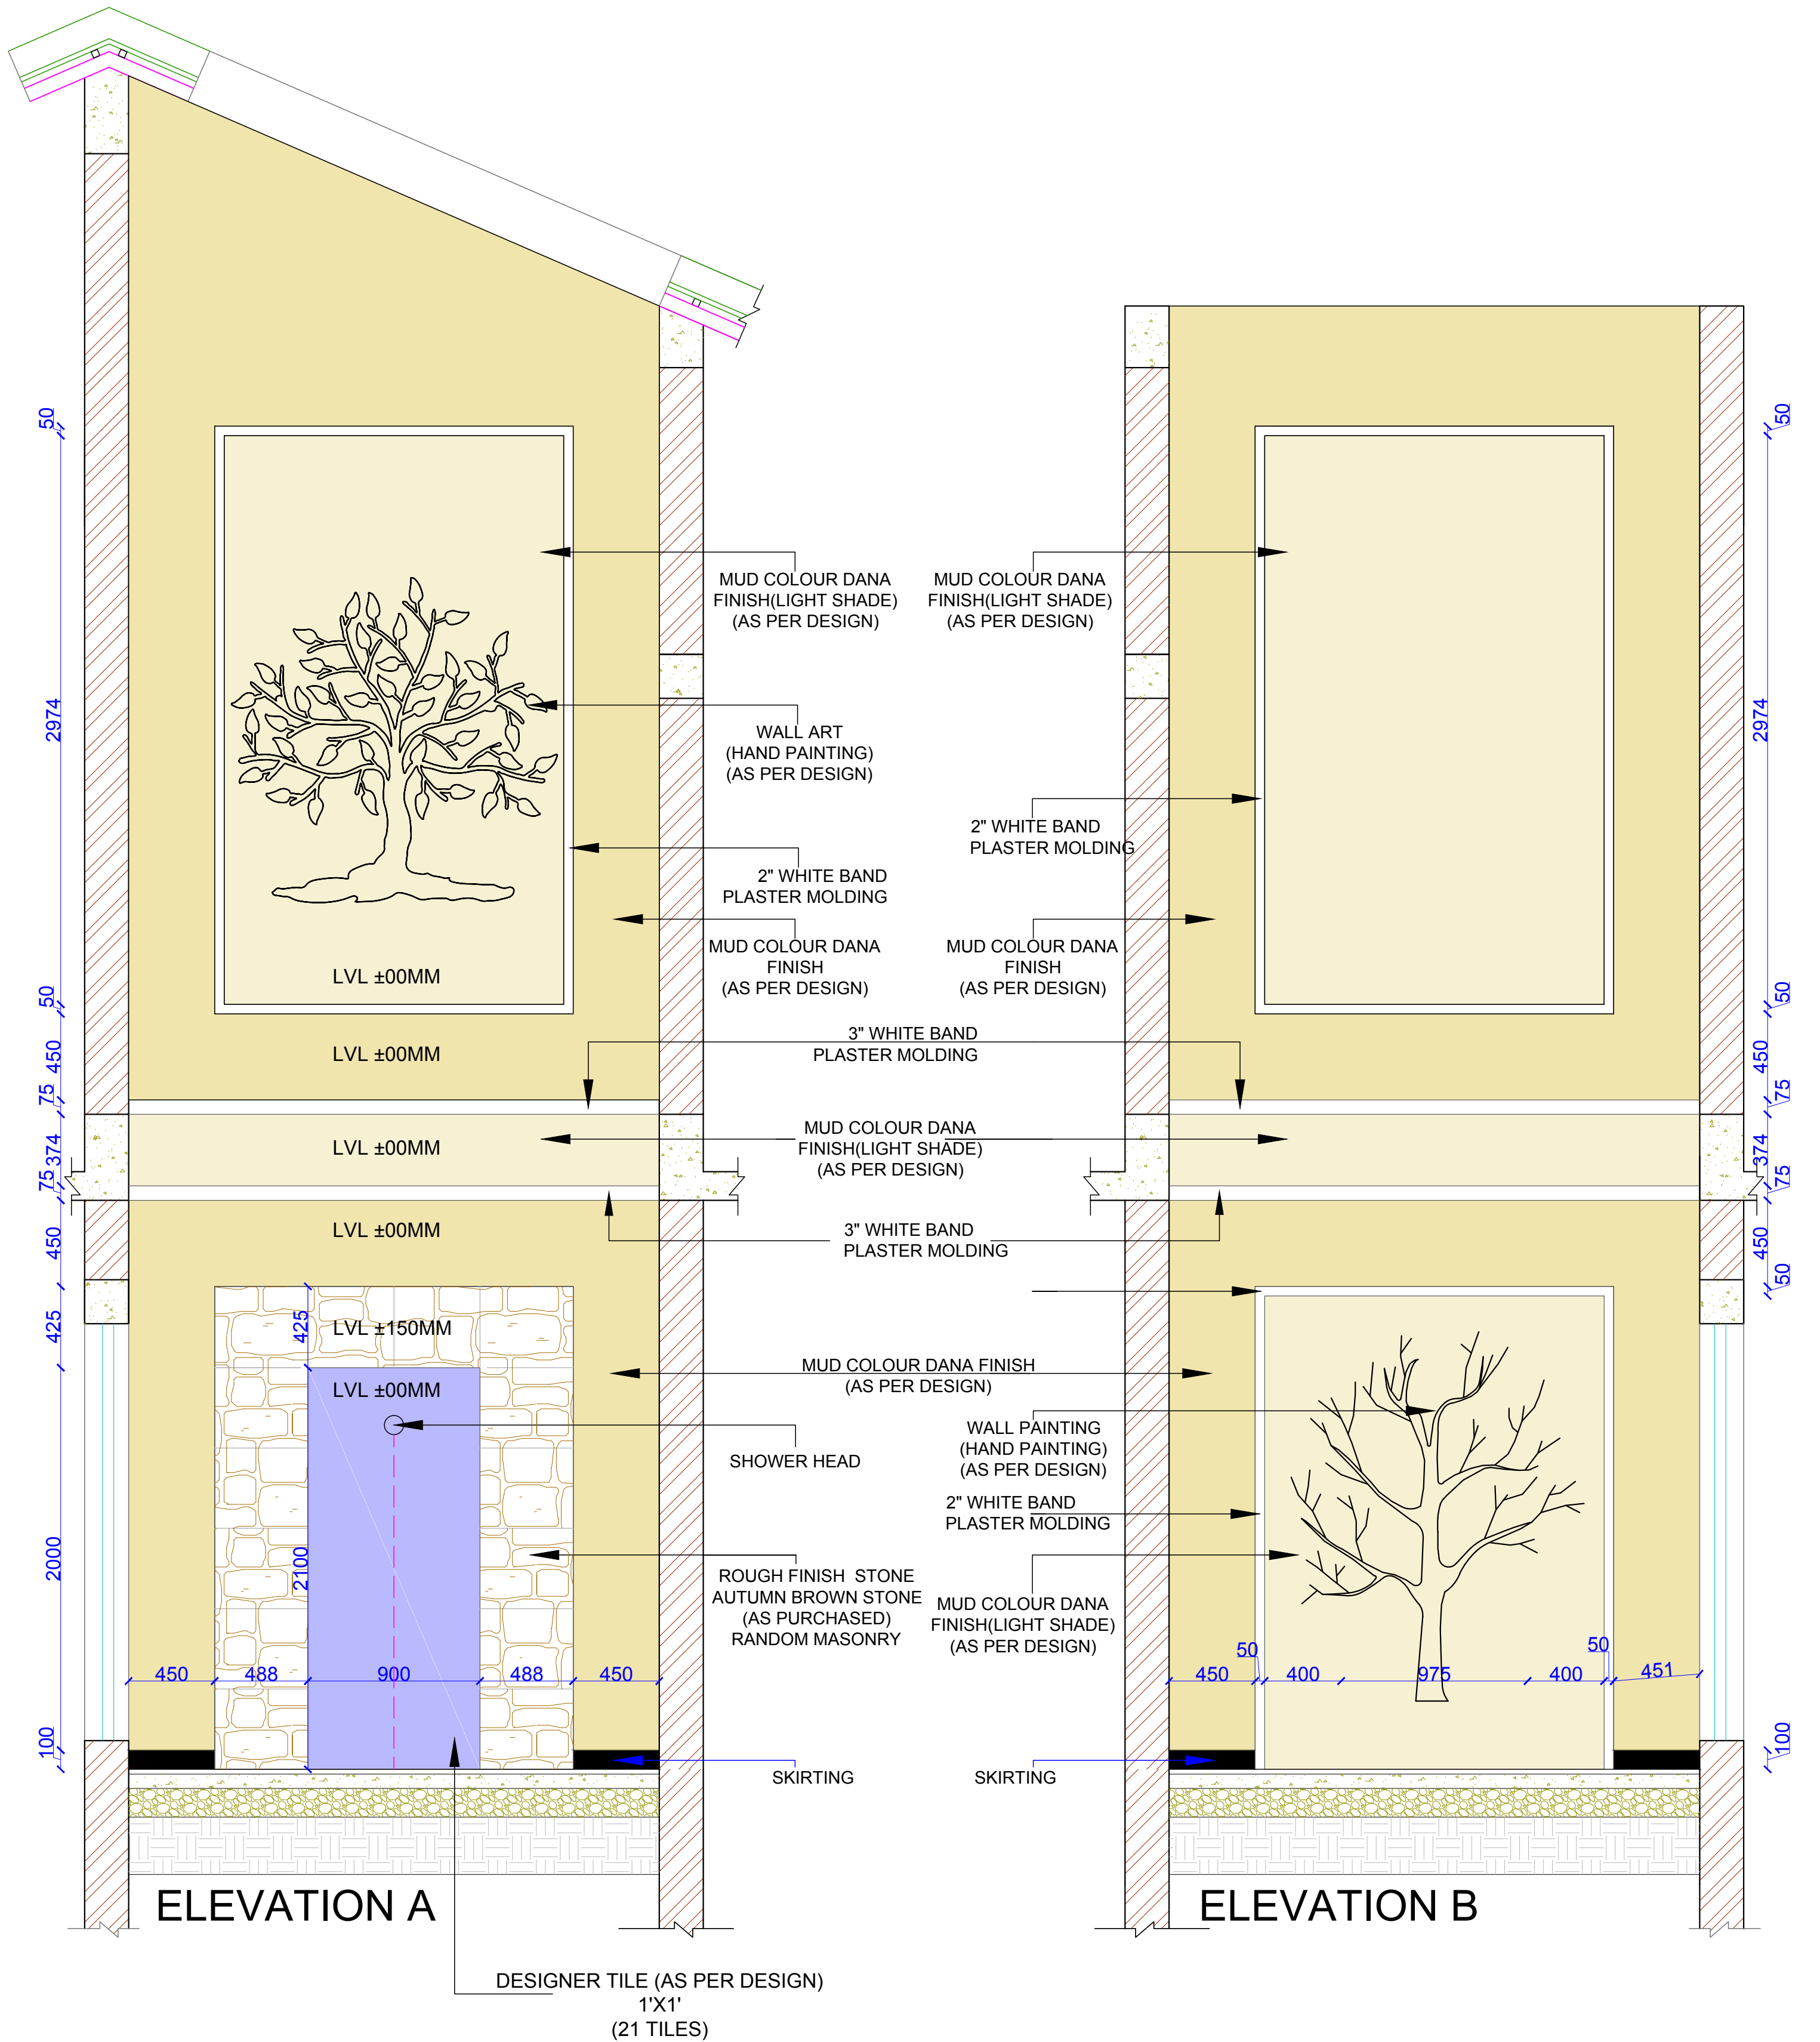 50
2974
50
450
75
374
75
450
425
2000
100
MUD COLOUR DANA
FINISH(LIGHT SHADE)
(AS PER DESIGN)
WALL ART
(HAND PAINTING)
(AS PER DESIGN)
2" WHITE BAND
PLASTER MOLDING
MUD COLOUR DANA
FINISH
(AS PER DESIGN)
LVL ±00MM
LVL ±00MM
LVL ±00MM
LVL ±00MM
425
LVL ±150MM
LVL ±00MM
2100
450
488
900
488
450
MUD COLOUR DANA
FINISH(LIGHT SHADE)
(AS PER DESIGN)
2" WHITE BAND
PLASTER MOLDING
MUD COLOUR DANA
FINISH
(AS PER DESIGN)
3" WHITE BAND
PLASTER MOLDING
MUD COLOUR DANA
FINISH(LIGHT SHADE)
(AS PER DESIGN)
3" WHITE BAND
PLASTER MOLDING
MUD COLOUR DANA FINISH
(AS PER DESIGN)
SHOWER HEAD
WALL PAINTING
(HAND PAINTING)
(AS PER DESIGN)
2" WHITE BAND
PLASTER MOLDING
ROUGH FINISH STONE
AUTUMN BROWN STONE
(AS PURCHASED)
RANDOM MASONRY
MUD COLOUR DANA
FINISH(LIGHT SHADE)
(AS PER DESIGN)
SKIRTING
SKIRTING
450
50
400
975
400
50
451
50
2974
50
450
75
374
75
450
50
100
ELEVATION A
ELEVATION B
DESIGNER TILE (AS PER DESIGN)
1'X1'
(21 TILES)